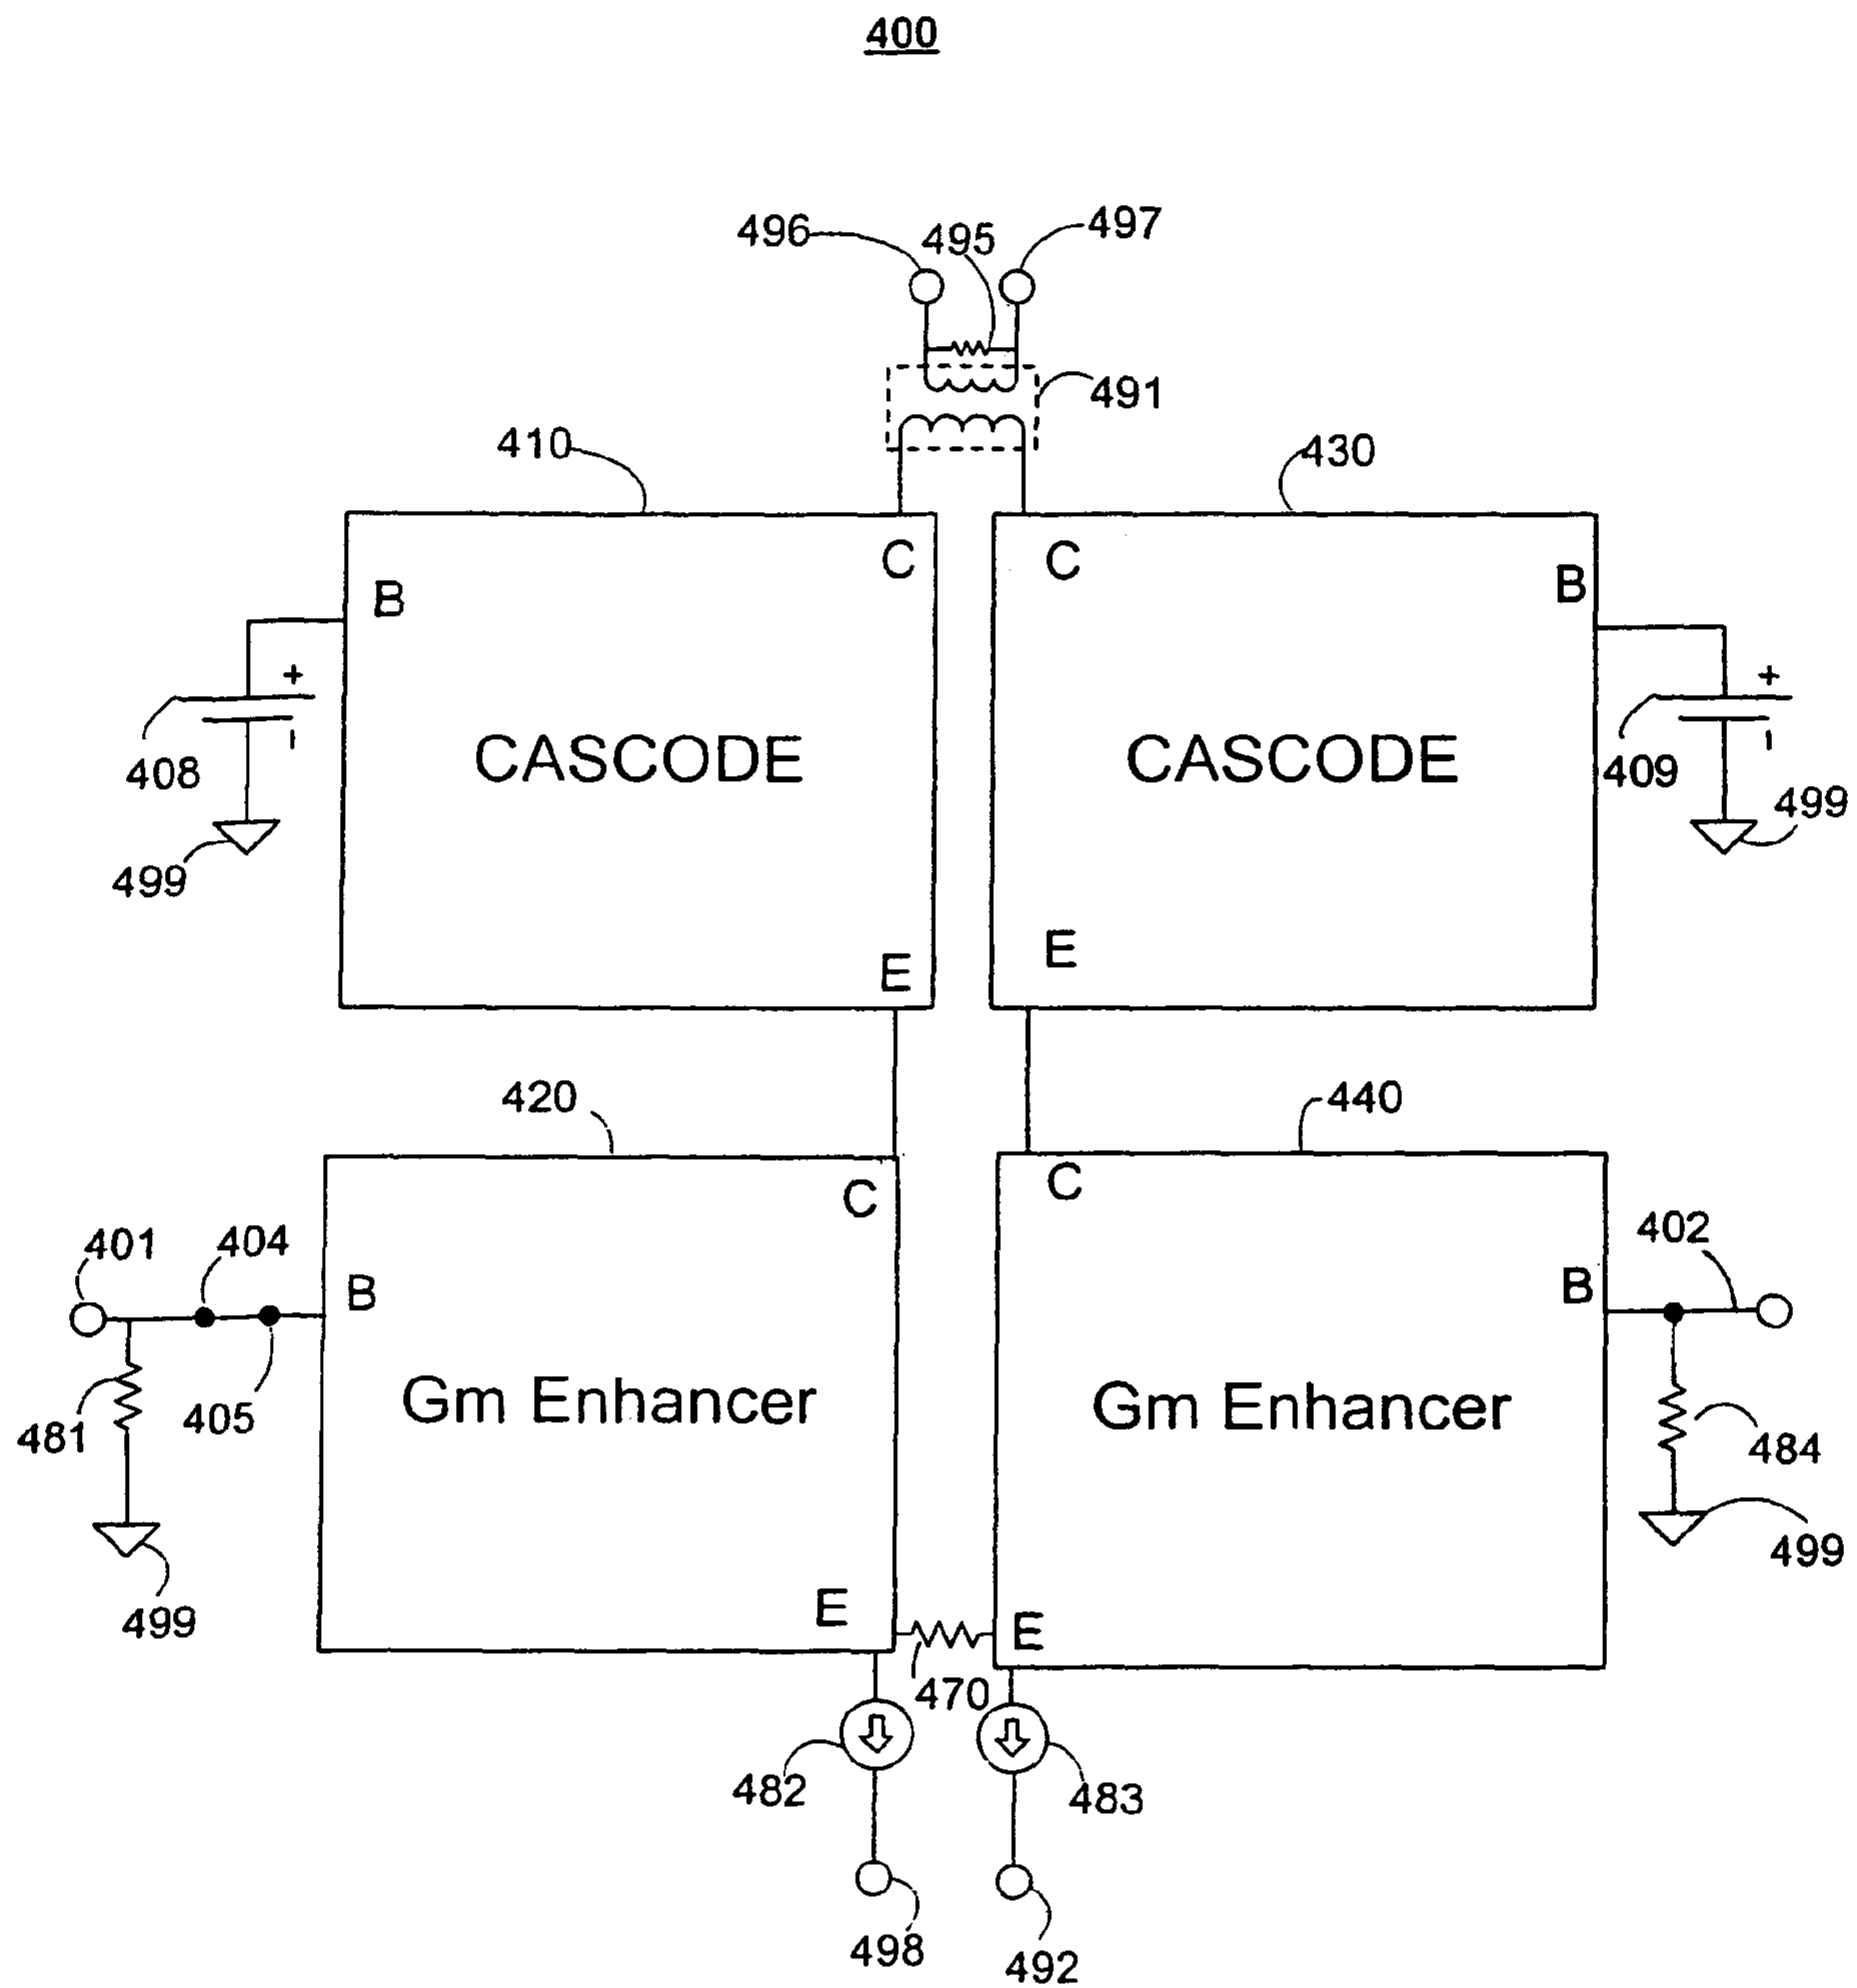 400
496 495 497
491
410 430
C C
B B
+ +
− −
CASCODE CASCODE
408 409
499 499
E E
420 440
C C
401 404 402
B B
Gm Enhancer Gm Enhancer
481 405 484
499 499
E E
470
482 483
498 492